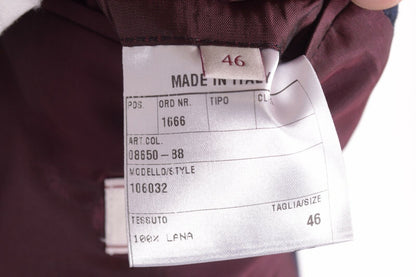 46
MADE IN ITALY
POS. ORD NR. TIPO
1666
ART COL.
08650-88
MODELLO/STYLE
106032
TAGLIA/SIZE
TESSUTO 46
100% LANA